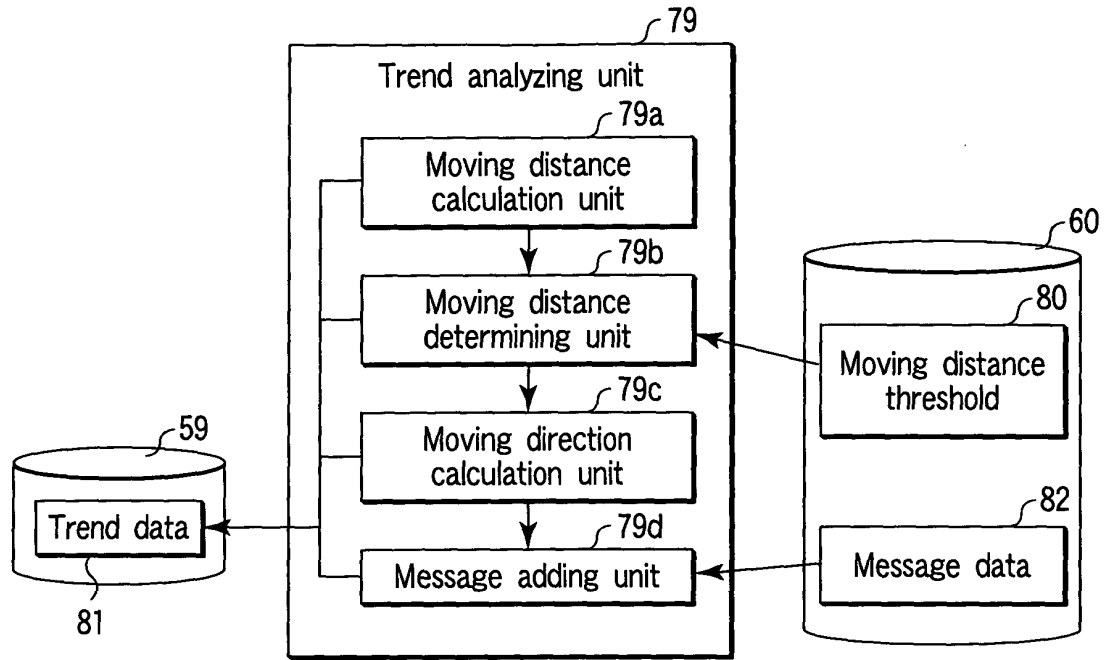 79
Trend analyzing unit
79a
Moving distance
calculation unit
79b
Moving distance
determining unit
79c
Moving direction
calculation unit
79d
Message adding unit
59
Trend data
81
60
80
Moving distance
threshold
82
Message data